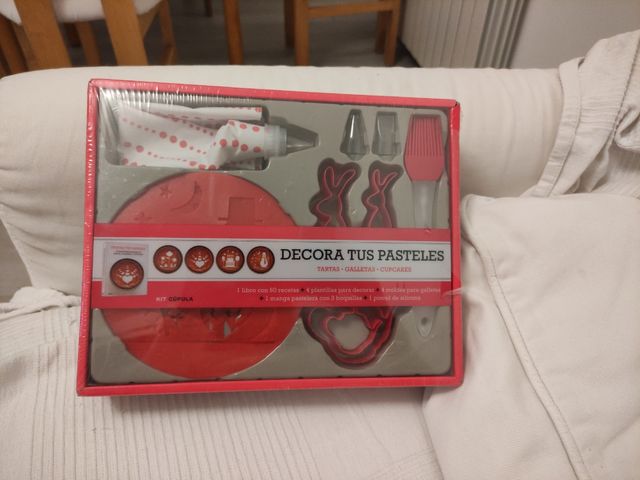 DECORA TUS PASTELES
TARTAS • GALLETAS • CUPCAKES
1 libro con 50 recetas + 4 plantillas para decorar + 4 moldes para galletas
+ 1 manga pastelera con 3 boquillas + 1 pincel de silicona
KIT CÚPULA